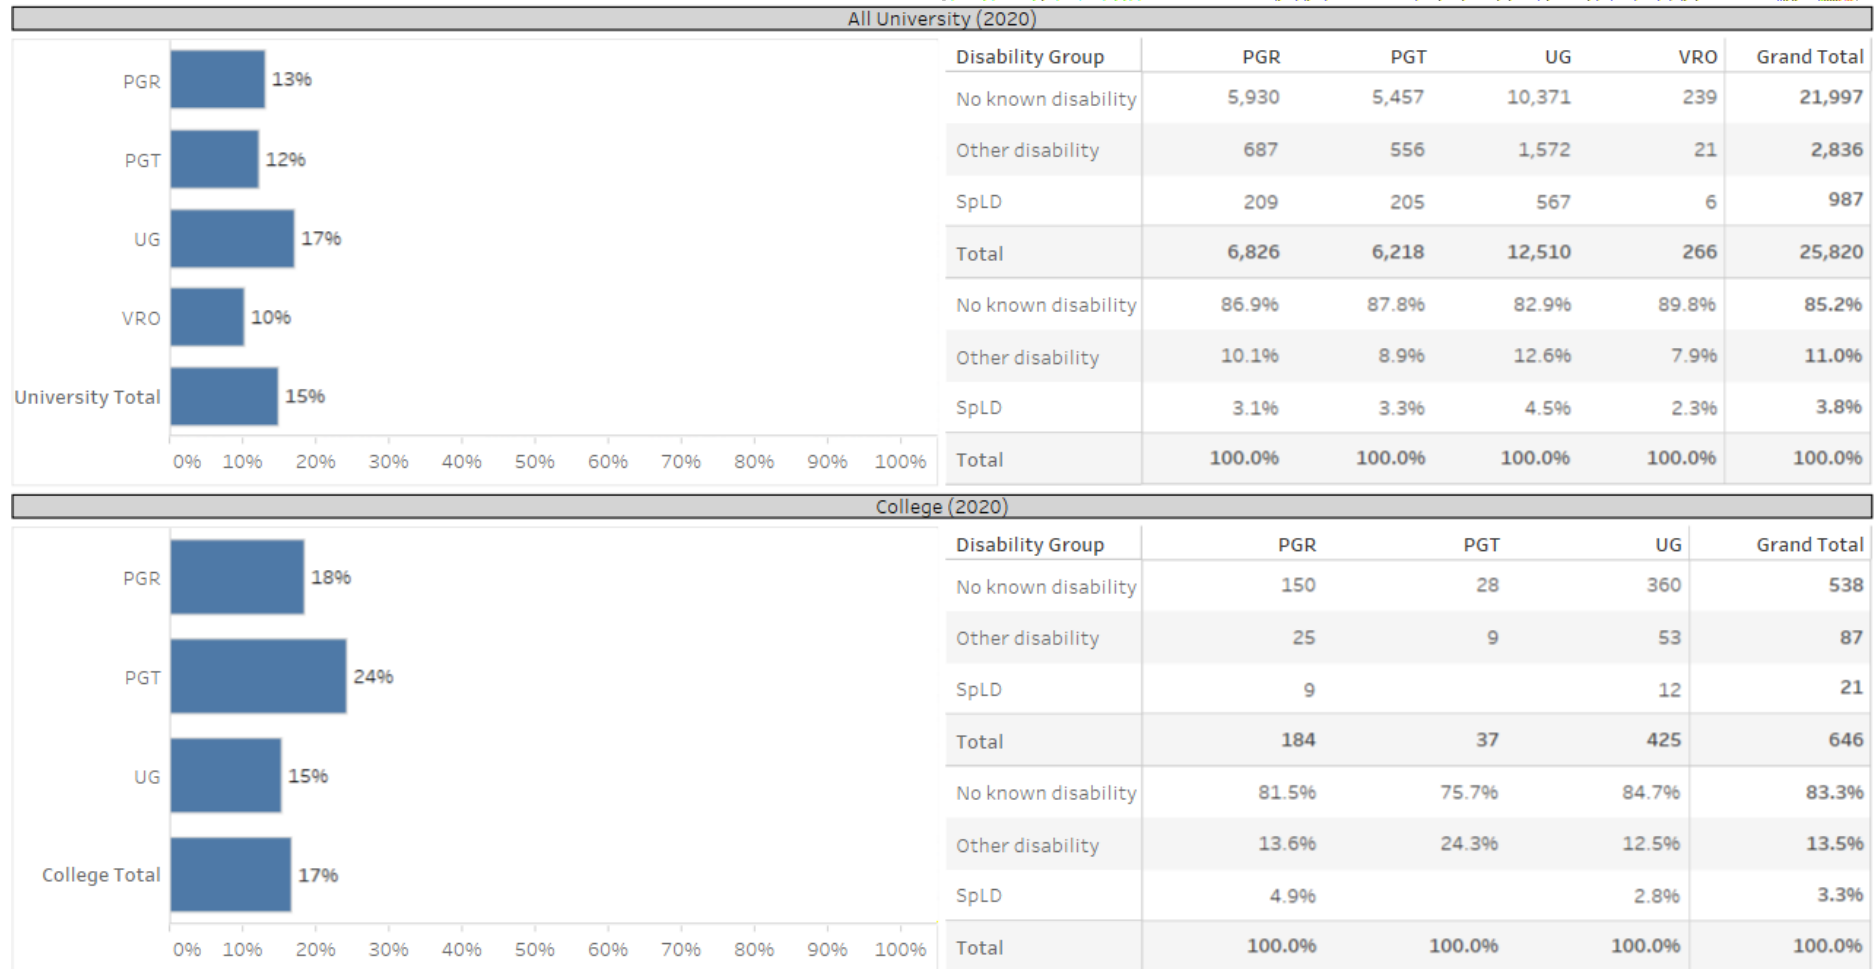 All University (2020)
PGR 13%
PGT 12%
UG 17%
VRO 10%
University Total 15%
0% 10% 20% 30% 40% 50% 60% 70% 80% 90% 100%
Disability Group PGR PGT UG VRO Grand Total
No known disability 5,930 5,457 10,371 239 21,997
Other disability 687 556 1,572 21 2,836
SpLD 209 205 567 6 987
Total 6,826 6,218 12,510 266 25,820
No known disability 86.9% 87.8% 82.9% 89.8% 85.2%
Other disability 10.1% 8.9% 12.6% 7.9% 11.0%
SpLD 3.1% 3.3% 4.5% 2.3% 3.8%
Total 100.0% 100.0% 100.0% 100.0% 100.0%
College (2020)
PGR 18%
PGT 24%
UG 15%
College Total 17%
0% 10% 20% 30% 40% 50% 60% 70% 80% 90% 100%
Disability Group PGR PGT UG Grand Total
No known disability 150 28 360 538
Other disability 25 9 53 87
SpLD 9 12 21
Total 184 37 425 646
No known disability 81.5% 75.7% 84.7% 83.3%
Other disability 13.6% 24.3% 12.5% 13.5%
SpLD 4.9% 2.8% 3.3%
Total 100.0% 100.0% 100.0% 100.0%